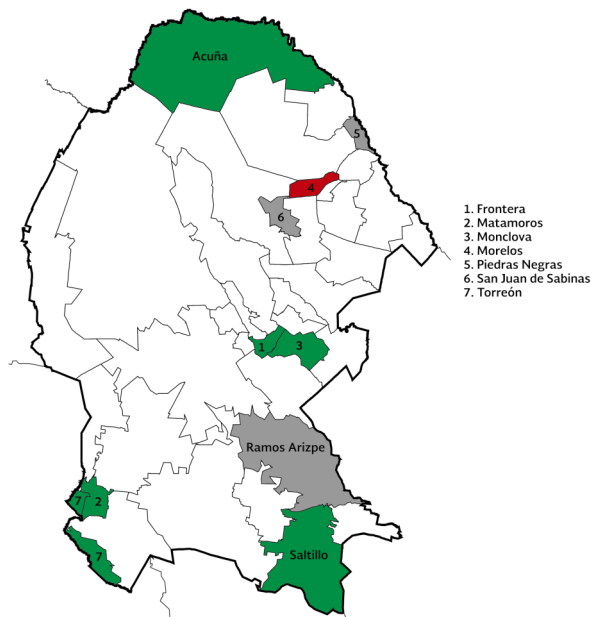 Acuña
5
4
6
1
3
Ramos Arizpe
7
2
Saltillo
7
1. Frontera
2. Matamoros
3. Monclova
4. Morelos
5. Piedras Negras
6. San Juan de Sabinas
7. Torreón